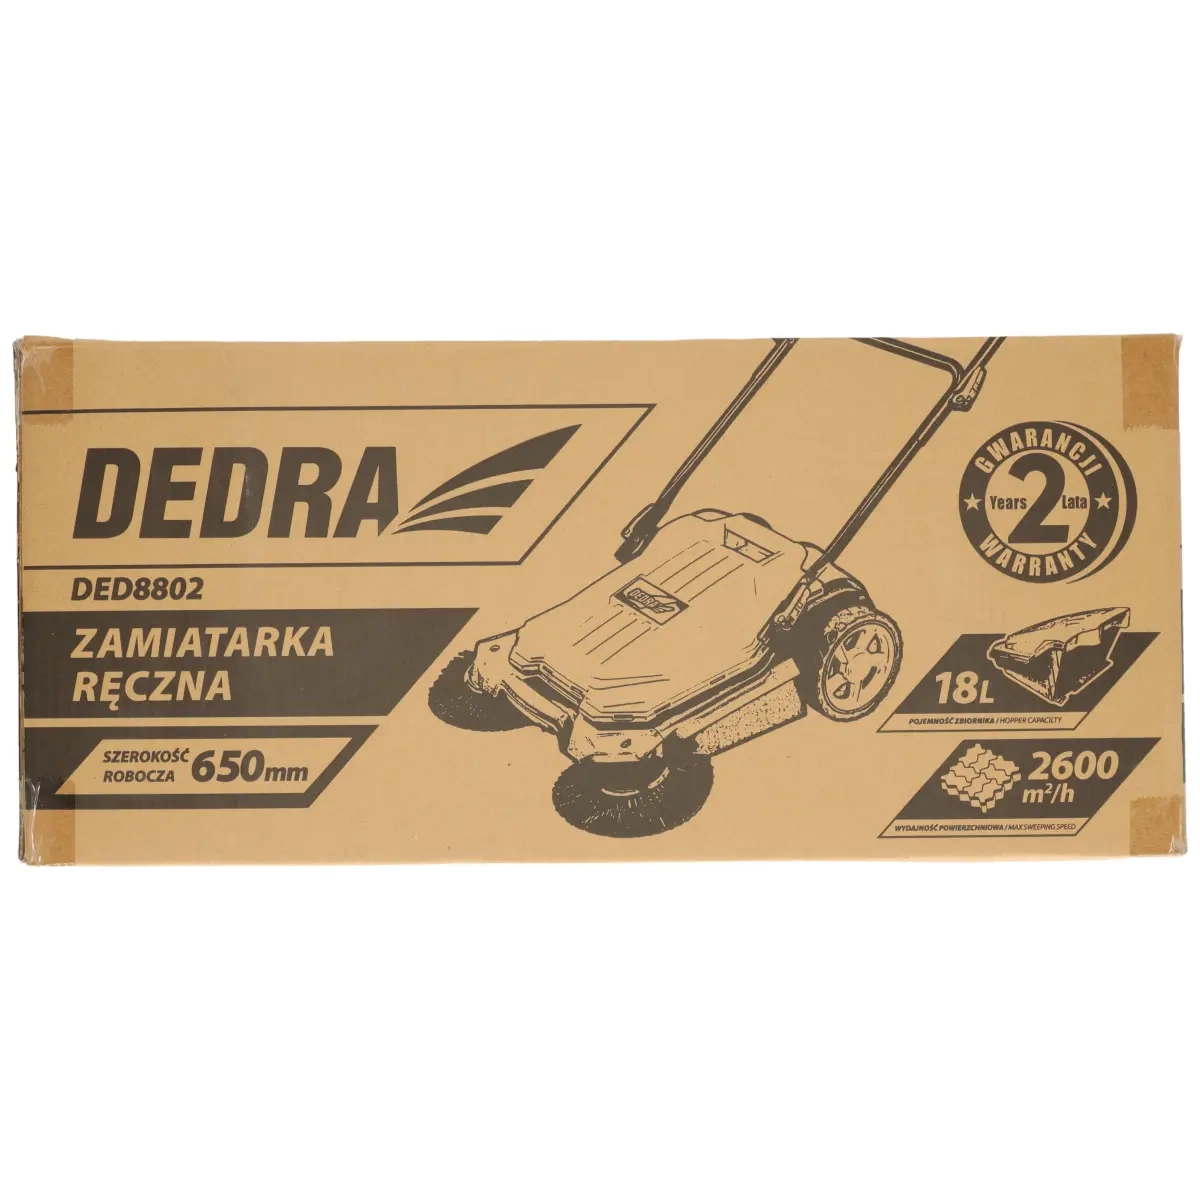 DEDRA
DED8802
ZAMIATARKA
RĘCZNA
SZEROKOŚĆ
ROBOCZA 650mm
DEDRA
GWARANCJI
Years 2 Lata
WARRANTY
18L
POJEMNOŚĆ ZBIORNIKA / HOPPER CAPACILTY
2600
m²/h
WYDAJNOŚĆ POWIERZCHNIOWA / MAX SWEEPING SPEED